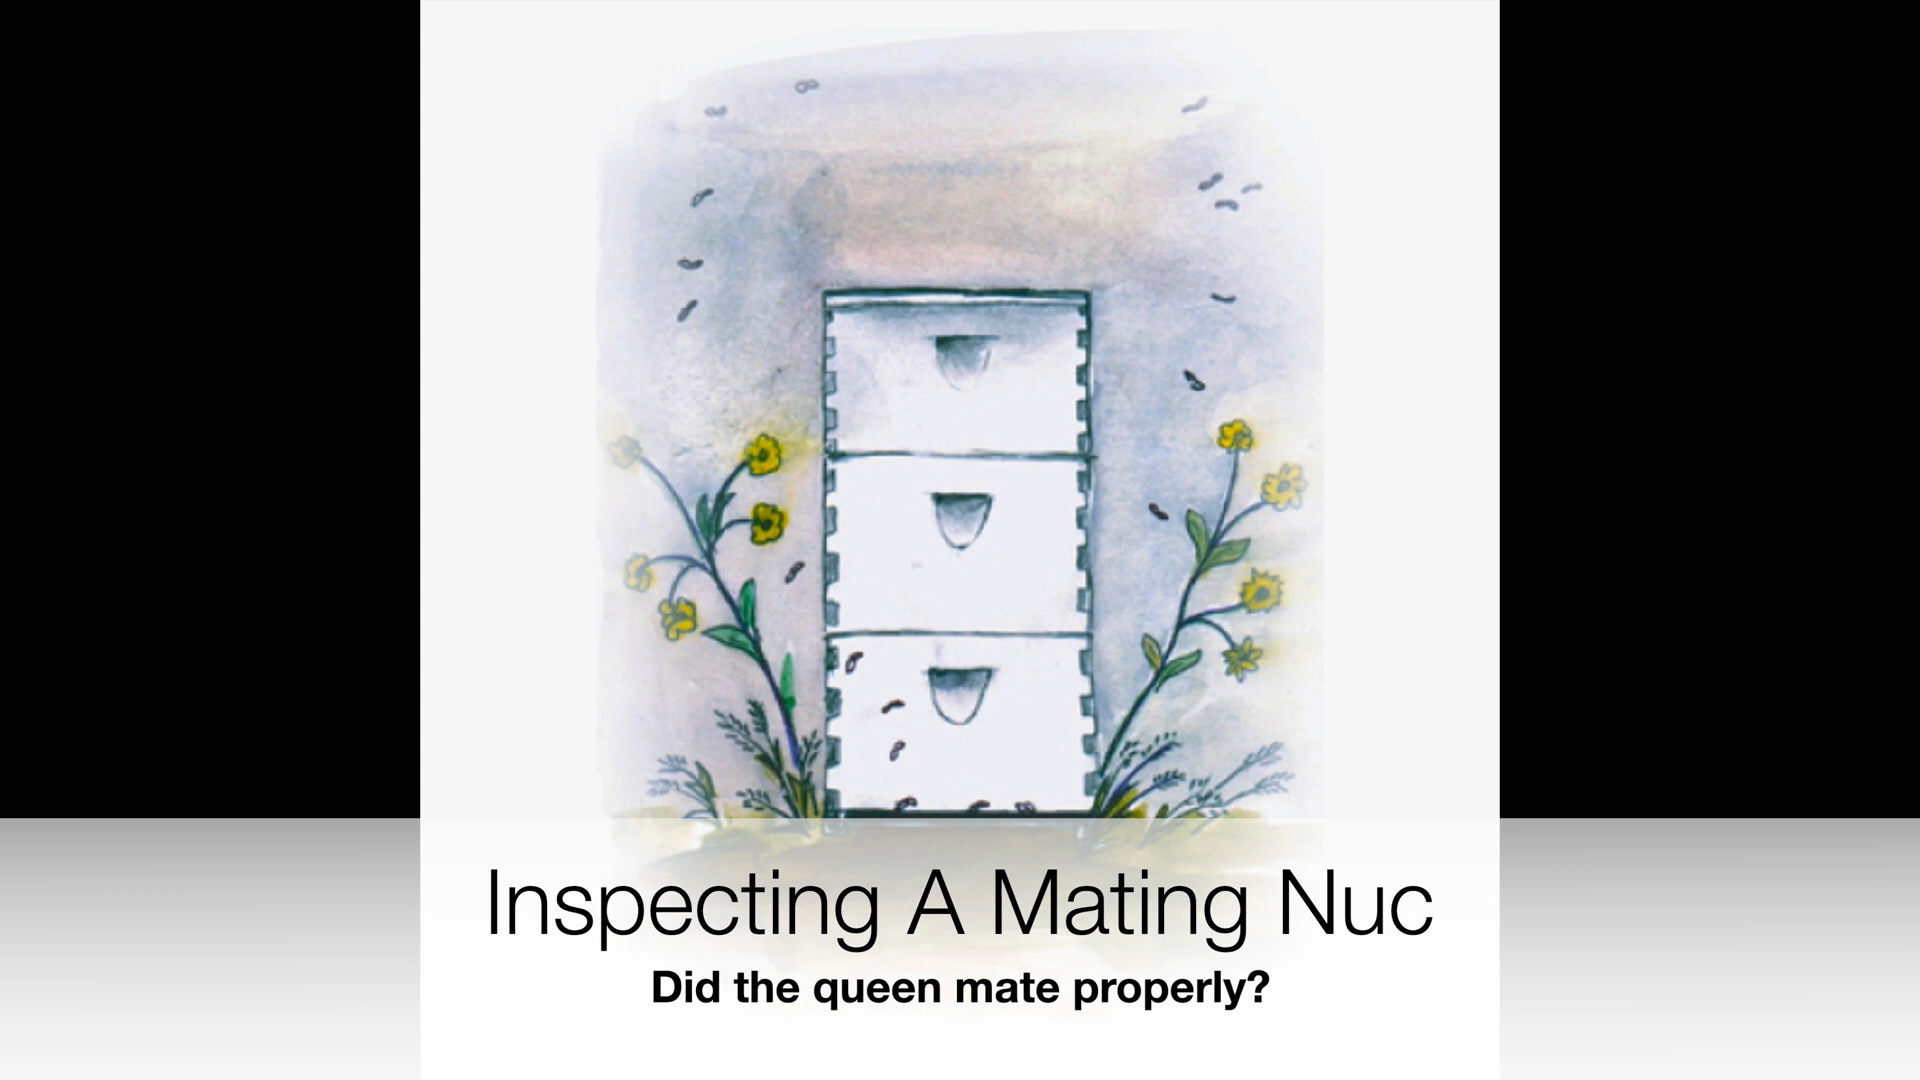 Inspecting A Mating Nuc
Did the queen mate properly?